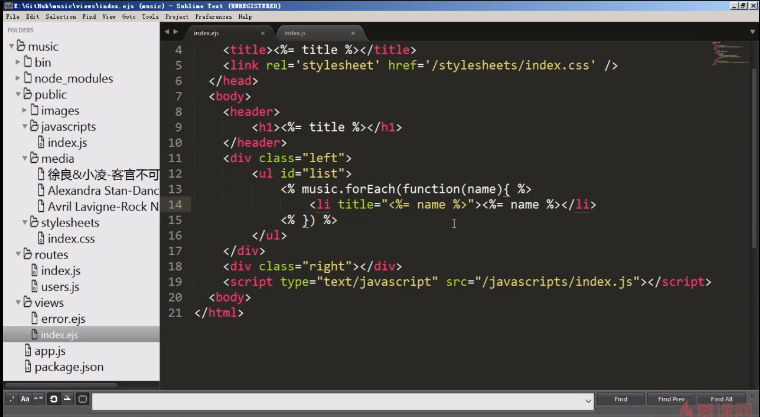 E:\GitHub\music\views\index.ejs (music) - Sublime Text (UNREGISTERED)
File Edit Selection Find View Goto Tools Project Preferences Help
FOLDERS
music
bin
node_modules
public
images
javascripts
index.js
media
徐良&小凌-客官不可
Alexandra Stan-Danc
Avril Lavigne-Rock N
stylesheets
index.css
routes
index.js
users.js
views
error.ejs
index.ejs
app.js
package.json
index.ejs × index.js ×
4 <title><%= title %></title>
5 <link rel='stylesheet' href='/stylesheets/index.css' />
6 </head>
7 <body>
8 <header>
9 <h1><%= title %></h1>
10 </header>
11 <div class="left">
12 <ul id="list">
13 <% music.forEach(function(name){ %>
14 <li title="<%= name %>"><%= name %></li>
15 <% }) %>
16 </ul>
17 </div>
18 <div class="right"></div>
19 <script type="text/javascript" src="/javascripts/index.js"></script>
20 <body>
21 </html>
.* Aa “”
Find Find Prev Find All